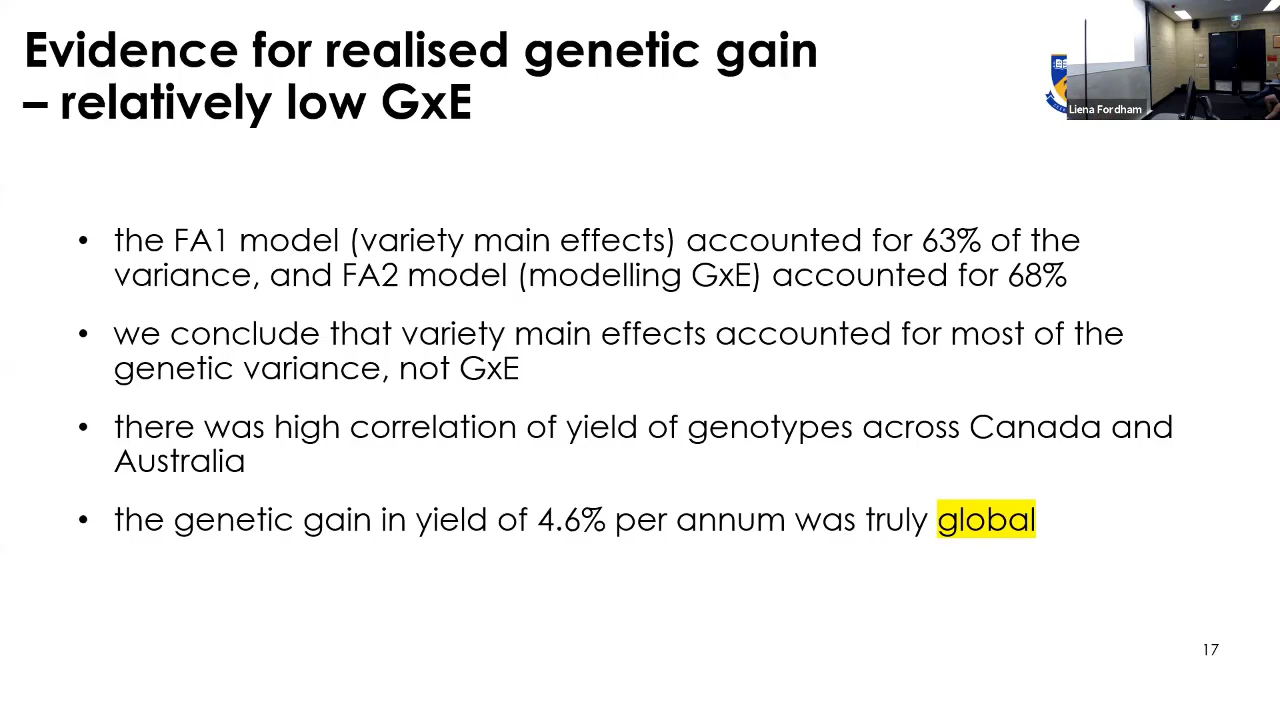 Evidence for realised genetic gain
– relatively low GxE
Liena Fordham
• the FA1 model (variety main effects) accounted for 63% of the
variance, and FA2 model (modelling GxE) accounted for 68%
• we conclude that variety main effects accounted for most of the
genetic variance, not GxE
• there was high correlation of yield of genotypes across Canada and
Australia
• the genetic gain in yield of 4.6% per annum was truly global
17